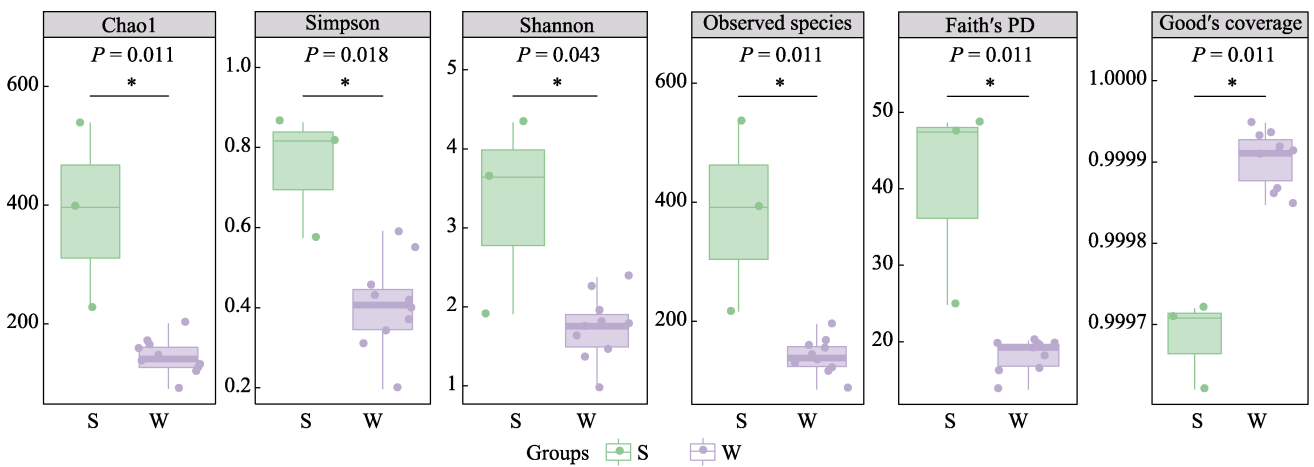 Chao1
P = 0.011
*
600
400
200
S W
Simpson
P = 0.018
*
1.0
0.8
0.6
0.4
0.2
S W
Shannon
P = 0.043
*
5
4
3
2
1
S W
Observed species
P = 0.011
*
600
400
200
S W
Faith's PD
P = 0.011
*
50
40
30
20
S W
Good's coverage
P = 0.011
*
1.0000
0.9999
0.9998
0.9997
S W
Groups S W